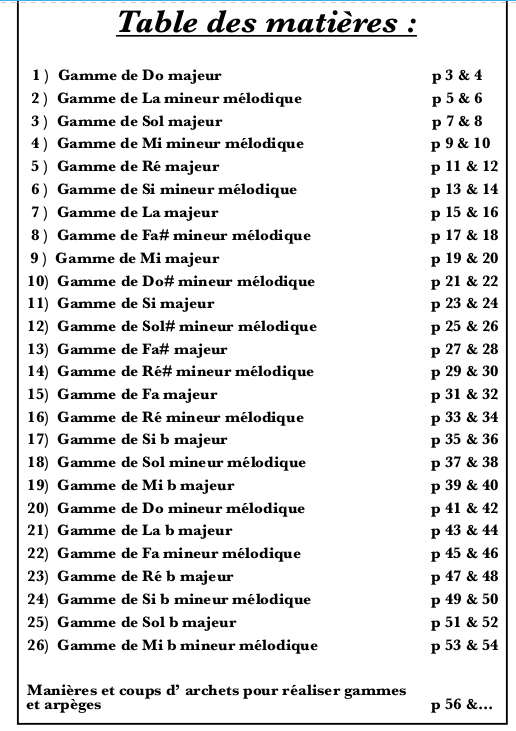 Table des matières :
1 ) Gamme de Do majeur p 3 & 4
2 ) Gamme de La mineur mélodique p 5 & 6
3 ) Gamme de Sol majeur p 7 & 8
4 ) Gamme de Mi mineur mélodique p 9 & 10
5 ) Gamme de Ré majeur p 11 & 12
6 ) Gamme de Si mineur mélodique p 13 & 14
7 ) Gamme de La majeur p 15 & 16
8 ) Gamme de Fa# mineur mélodique p 17 & 18
9 ) Gamme de Mi majeur p 19 & 20
10) Gamme de Do# mineur mélodique p 21 & 22
11) Gamme de Si majeur p 23 & 24
12) Gamme de Sol# mineur mélodique p 25 & 26
13) Gamme de Fa# majeur p 27 & 28
14) Gamme de Ré# mineur mélodique p 29 & 30
15) Gamme de Fa majeur p 31 & 32
16) Gamme de Ré mineur mélodique p 33 & 34
17) Gamme de Si b majeur p 35 & 36
18) Gamme de Sol mineur mélodique p 37 & 38
19) Gamme de Mi b majeur p 39 & 40
20) Gamme de Do mineur mélodique p 41 & 42
21) Gamme de La b majeur p 43 & 44
22) Gamme de Fa mineur mélodique p 45 & 46
23) Gamme de Ré b majeur p 47 & 48
24) Gamme de Si b mineur mélodique p 49 & 50
25) Gamme de Sol b majeur p 51 & 52
26) Gamme de Mi b mineur mélodique p 53 & 54
Manières et coups d' archets pour réaliser gammes
et arpèges p 56 &...